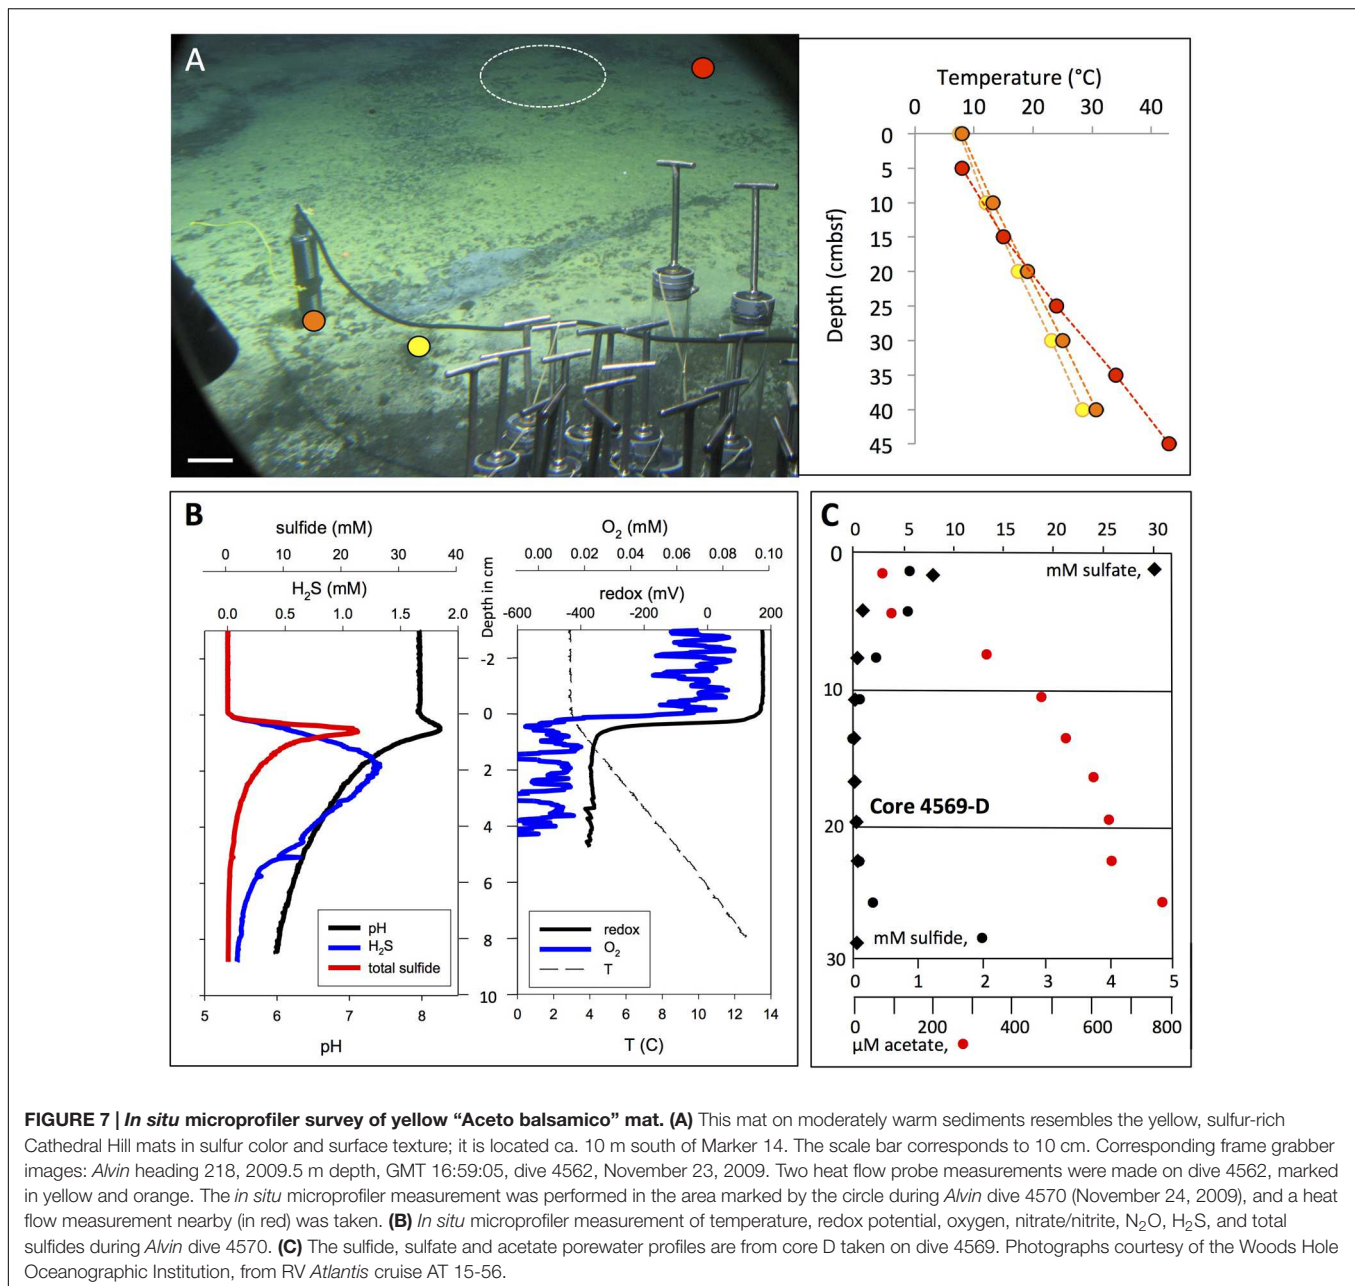 A
Temperature (°C)
0 10 20 30 40
Depth (cmbsf)
0
5
10
15
20
25
30
35
40
45
B
sulfide (mM)
0 10 20 30 40
H₂S (mM)
0.0 0.5 1.0 1.5 2.0
Depth in cm
O₂ (mM)
0.00 0.02 0.04 0.06 0.08 0.10
redox (mV)
-600 -400 -200 0 200
-2
0
2
4
6
8
10
pH
H₂S
total sulfide
redox
O₂
T
5 6 7 8
pH
0 2 4 6 8 10 12 14
T (C)
C
0 5 10 15 20 25 30
0
mM sulfate,
10
Core 4569-D
20
mM sulfide,
30
0 1 2 3 4 5
0 200 400 600 800
µM acetate,
FIGURE 7 | In situ microprofiler survey of yellow “Aceto balsamico” mat. (A) This mat on moderately warm sediments resembles the yellow, sulfur-rich
Cathedral Hill mats in sulfur color and surface texture; it is located ca. 10 m south of Marker 14. The scale bar corresponds to 10 cm. Corresponding frame grabber
images: Alvin heading 218, 2009.5 m depth, GMT 16:59:05, dive 4562, November 23, 2009. Two heat flow probe measurements were made on dive 4562, marked
in yellow and orange. The in situ microprofiler measurement was performed in the area marked by the circle during Alvin dive 4570 (November 24, 2009), and a heat
flow measurement nearby (in red) was taken. (B) In situ microprofiler measurement of temperature, redox potential, oxygen, nitrate/nitrite, N₂O, H₂S, and total
sulfides during Alvin dive 4570. (C) The sulfide, sulfate and acetate porewater profiles are from core D taken on dive 4569. Photographs courtesy of the Woods Hole
Oceanographic Institution, from RV Atlantis cruise AT 15-56.